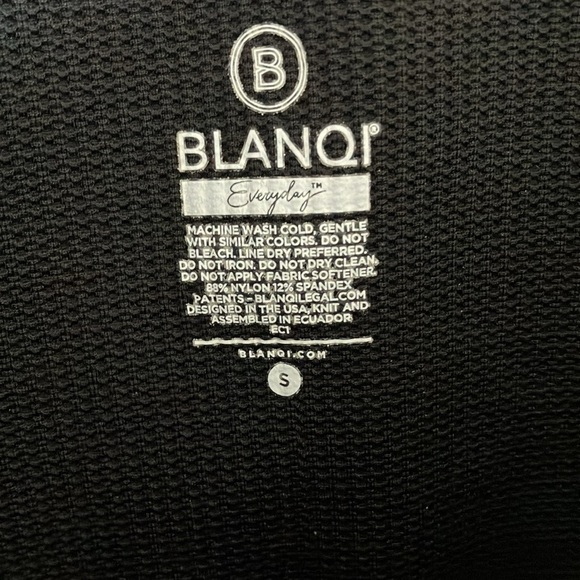 B
BLANQI®
Everyday™
MACHINE WASH COLD, GENTLE
WITH SIMILAR COLORS. DO NOT
BLEACH. LINE DRY PREFERRED.
DO NOT IRON. DO NOT DRY CLEAN.
DO NOT APPLY FABRIC SOFTENER.
88% NYLON 12% SPANDEX
PATENTS - BLANQILEGAL.COM
DESIGNED IN THE USA, KNIT AND
ASSEMBLED IN ECUADOR
EC1
BLANQI.COM
S